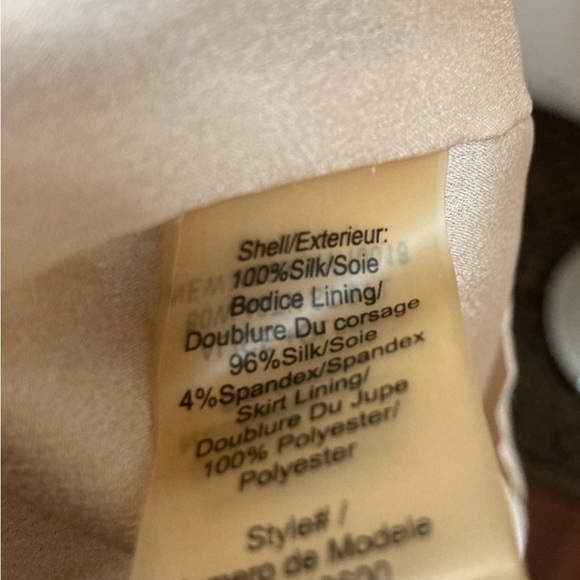 Shell/Exterieur:
100%Silk/Soie
Bodice Lining/
Doublure Du corsage
96%Silk/Soie
4%Spandex/Spandex
Skirt Lining/
Doublure Du Jupe
100% Polyester/
Polyester
Style# /
de Modele